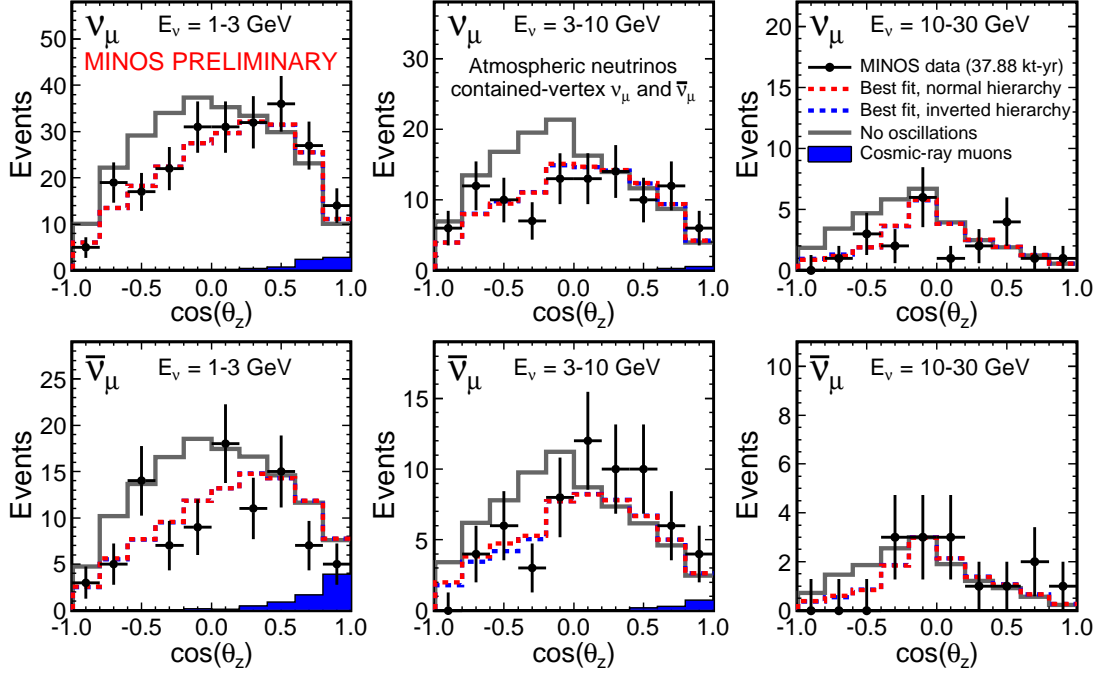 ν_μ E_ν = 1-3 GeV
MINOS PRELIMINARY
Events
50
40
30
20
10
0
-1.0 -0.5 0.0 0.5 1.0
cos(θ_z)
ν_μ E_ν = 3-10 GeV
Atmospheric neutrinos
contained-vertex ν_μ and ν̅_μ
Events
30
20
10
0
-1.0 -0.5 0.0 0.5 1.0
cos(θ_z)
ν_μ E_ν = 10-30 GeV
MINOS data (37.88 kt-yr)
Best fit, normal hierarchy
Best fit, inverted hierarchy
No oscillations
Cosmic-ray muons
Events
20
15
10
5
0
-1.0 -0.5 0.0 0.5 1.0
cos(θ_z)
ν̅_μ E_ν = 1-3 GeV
Events
25
20
15
10
5
0
-1.0 -0.5 0.0 0.5 1.0
cos(θ_z)
ν̅_μ E_ν = 3-10 GeV
Events
15
10
5
0
-1.0 -0.5 0.0 0.5 1.0
cos(θ_z)
ν̅_μ E_ν = 10-30 GeV
Events
10
8
6
4
2
0
-1.0 -0.5 0.0 0.5 1.0
cos(θ_z)